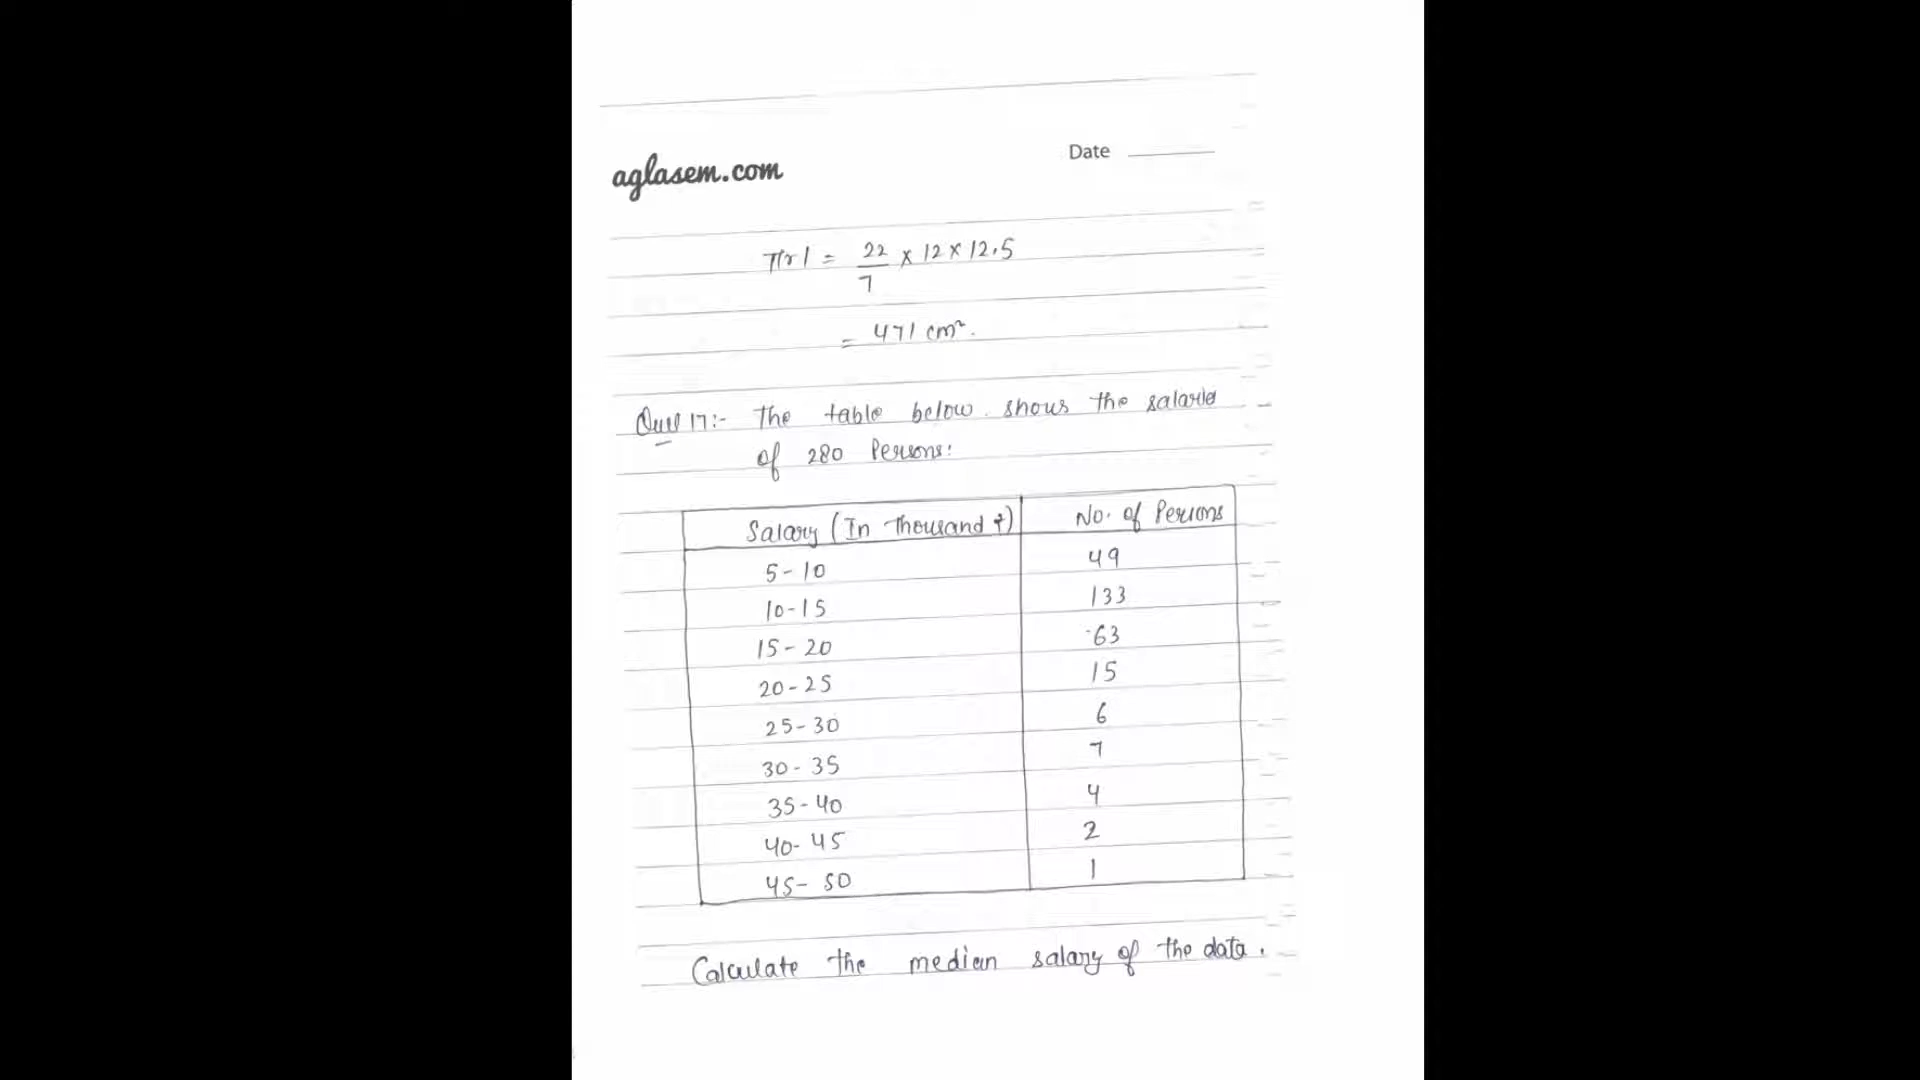 aglasem.com
Date
πrl = 22/7 × 12 × 12.5
= 471 cm².
Ques 17:- The table below shows the salaries
of 280 Persons:
Salary (In Thousand ₹) No. of Persons
5-10 49
10-15 133
15-20 63
20-25 15
25-30 6
30-35 7
35-40 4
40-45 2
45-50 1
Calculate the median salary of the data.